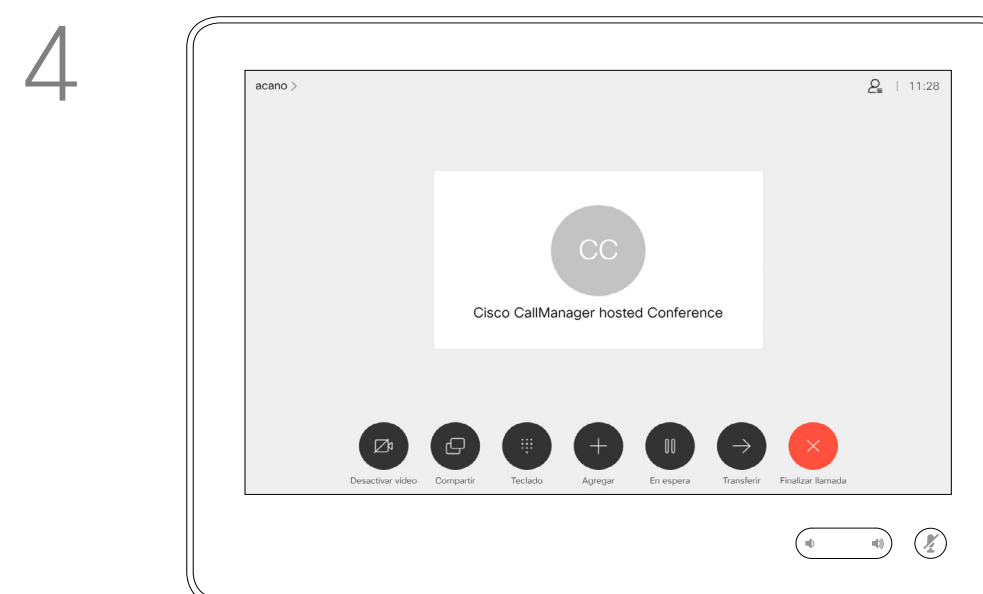 4
acano >
| 11:28
CC
Cisco CallManager hosted Conference
Desactivar vídeo Compartir Teclado Agregar En espera Transferir Finalizar llamada